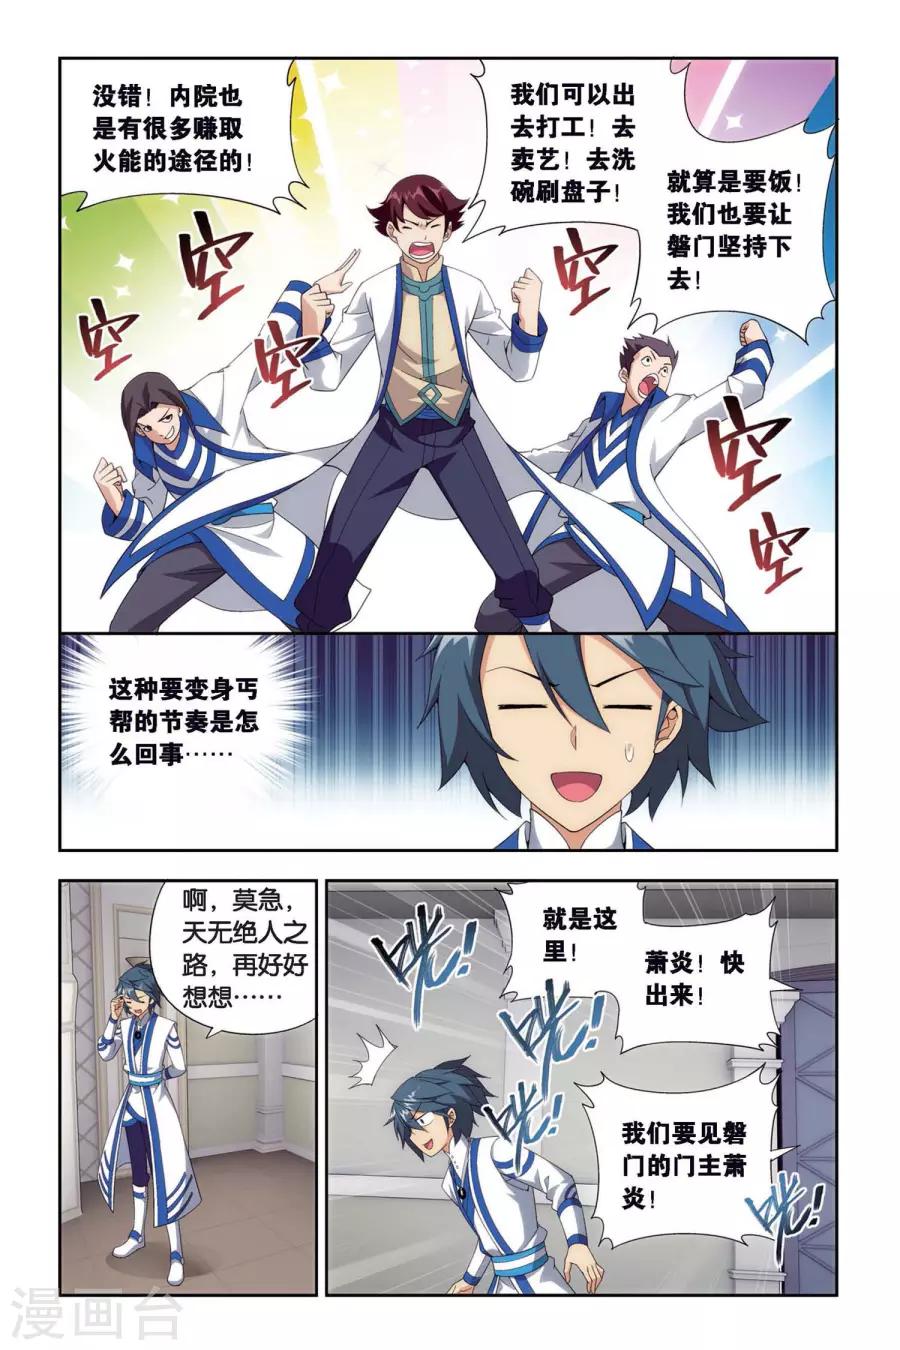 没错！内院也
是有很多赚取
火能的途径的！
我们可以出
去打工！去
卖艺！去洗
碗刷盘子！
就算是要饭！
我们也要让
磐门坚持下
去！
空
空
空
空
空
这种要变身丐
帮的节奏是怎
么回事……
啊，莫急，
天无绝人之
路，再好好
想想……
就是这
里！
萧炎！快
出来！
我们要见磐
门的门主萧
炎！
咣！
咣！
咣！
咣！
漫画台